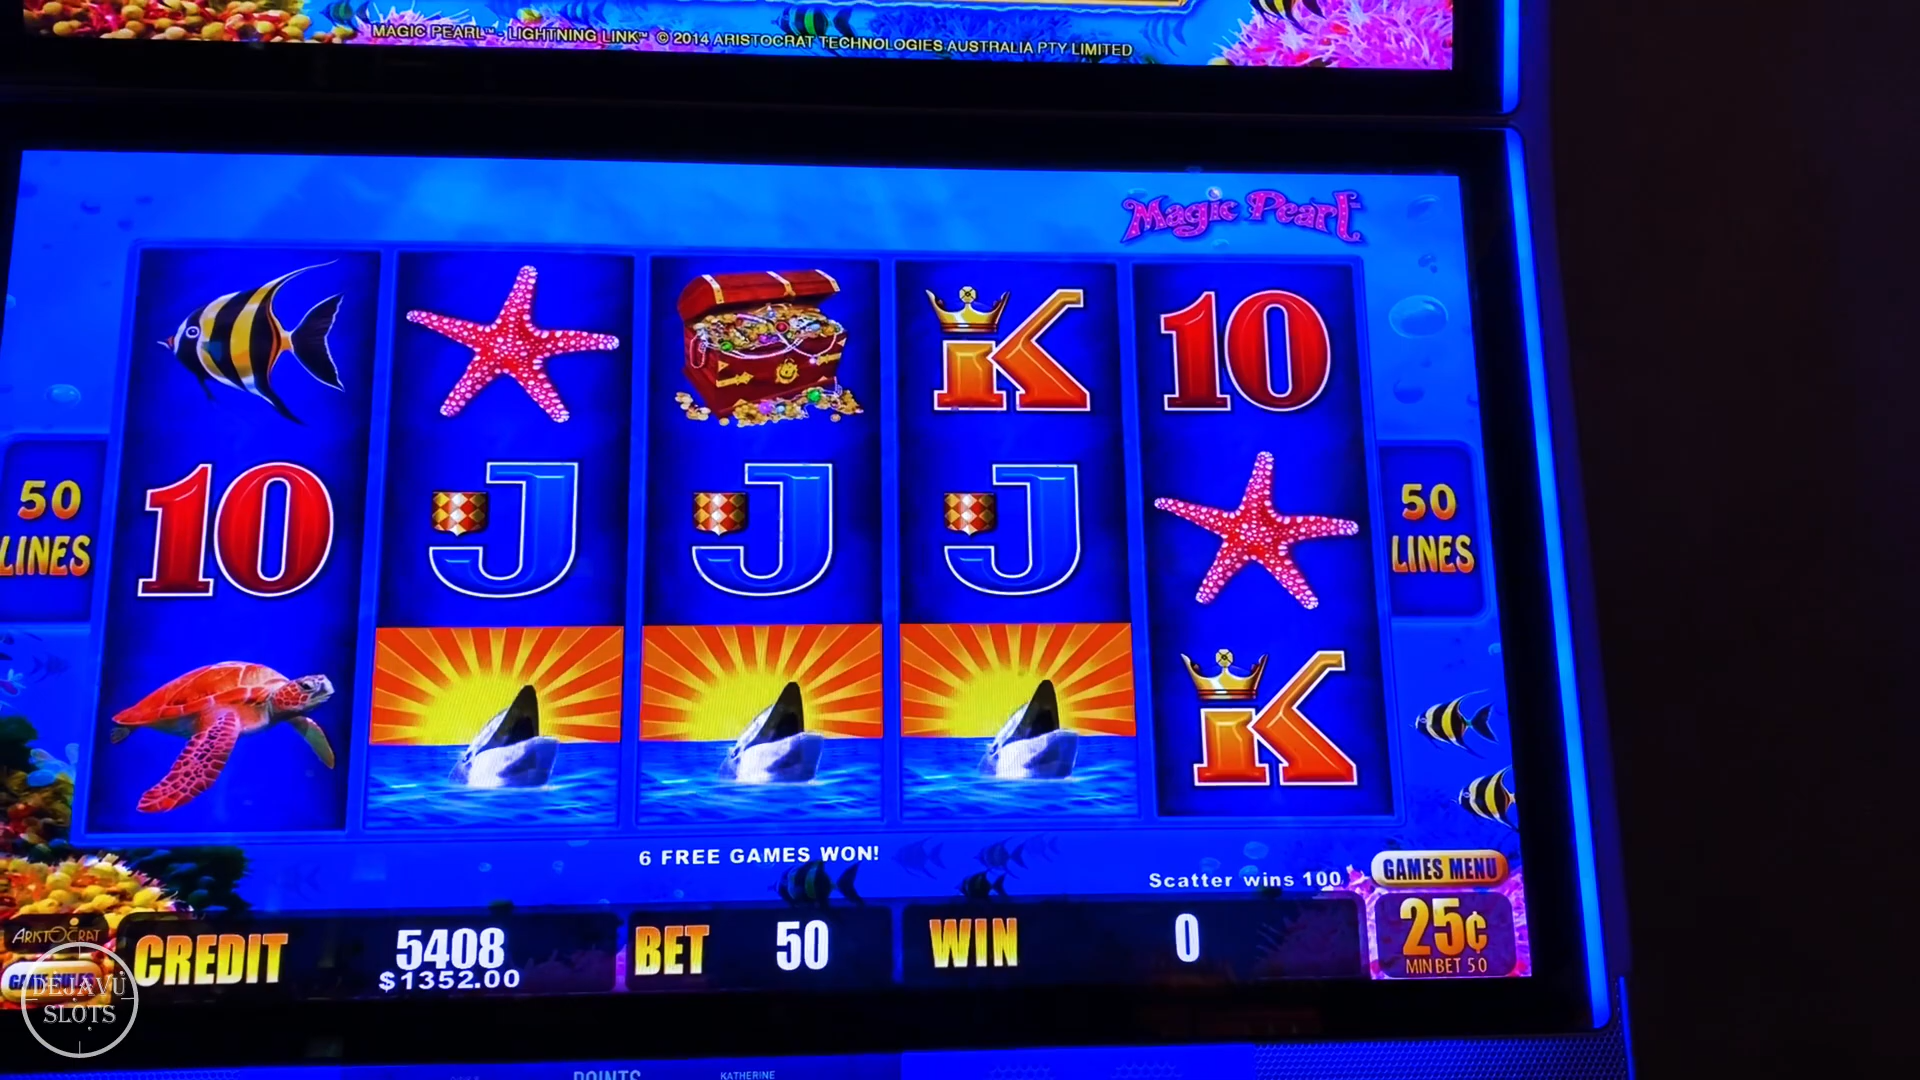 MAGIC PEARL™ - LIGHTNING LINK™ © 2014 ARISTOCRAT TECHNOLOGIES AUSTRALIA PTY LIMITED
Magic Pearl
K 10
50 LINES
10 J J J
50 LINES
K
6 FREE GAMES WON!
Scatter wins 100
GAMES MENU
ARISTOCRAT
GAME RULES
CREDIT 5408
$1352.00
BET 50
WIN 0
25¢
MIN BET 50
DEJAVU
SLOTS
POINTS
KATHERINE